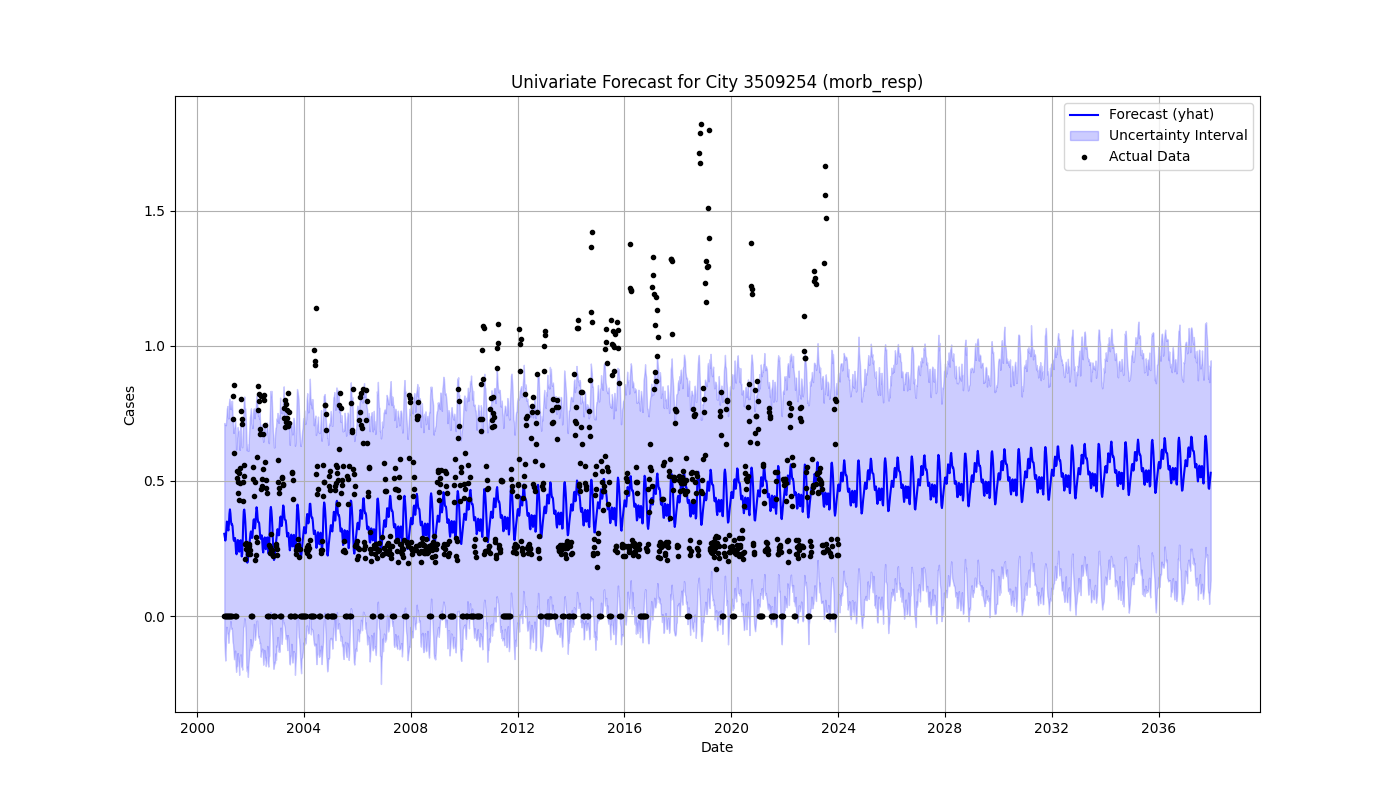 Univariate Forecast for City 3509254 (morb_resp)
Forecast (yhat)
Uncertainty Interval
Actual Data
Cases
1.5
1.0
0.5
0.0
2000 2004 2008 2012 2016 2020 2024 2028 2032 2036
Date